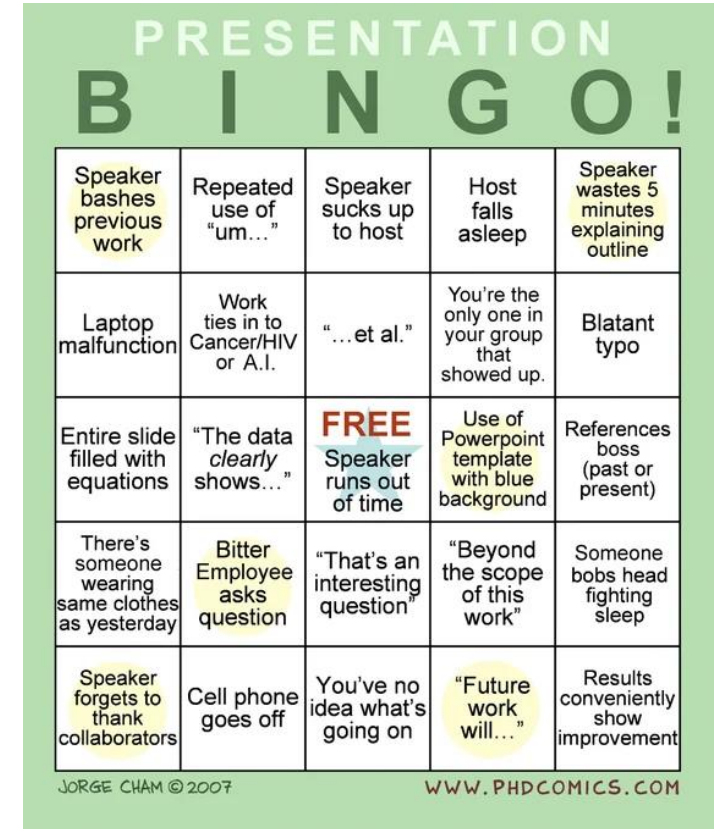 PRESENTATION
BINGO!
Speaker
bashes
previous
work
Repeated
use of
“um…”
Speaker
sucks up
to host
Host
falls
asleep
Speaker
wastes 5
minutes
explaining
outline
Laptop
malfunction
Work
ties in to
Cancer/HIV
or A.I.
“…et al.”
You’re the
only one in
your group
that
showed up.
Blatant
typo
Entire slide
filled with
equations
“The data
clearly
shows…”
FREE
Speaker
runs out
of time
Use of
Powerpoint
template
with blue
background
References
boss
(past or
present)
There’s
someone
wearing
same clothes
as yesterday
Bitter
Employee
asks
question
“That’s an
interesting
question”
“Beyond
the scope
of this
work”
Someone
bobs head
fighting
sleep
Speaker
forgets to
thank
collaborators
Cell phone
goes off
You’ve no
idea what’s
going on
“Future
work
will…”
Results
conveniently
show
improvement
JORGE CHAM © 2007
WWW.PHDCOMICS.COM